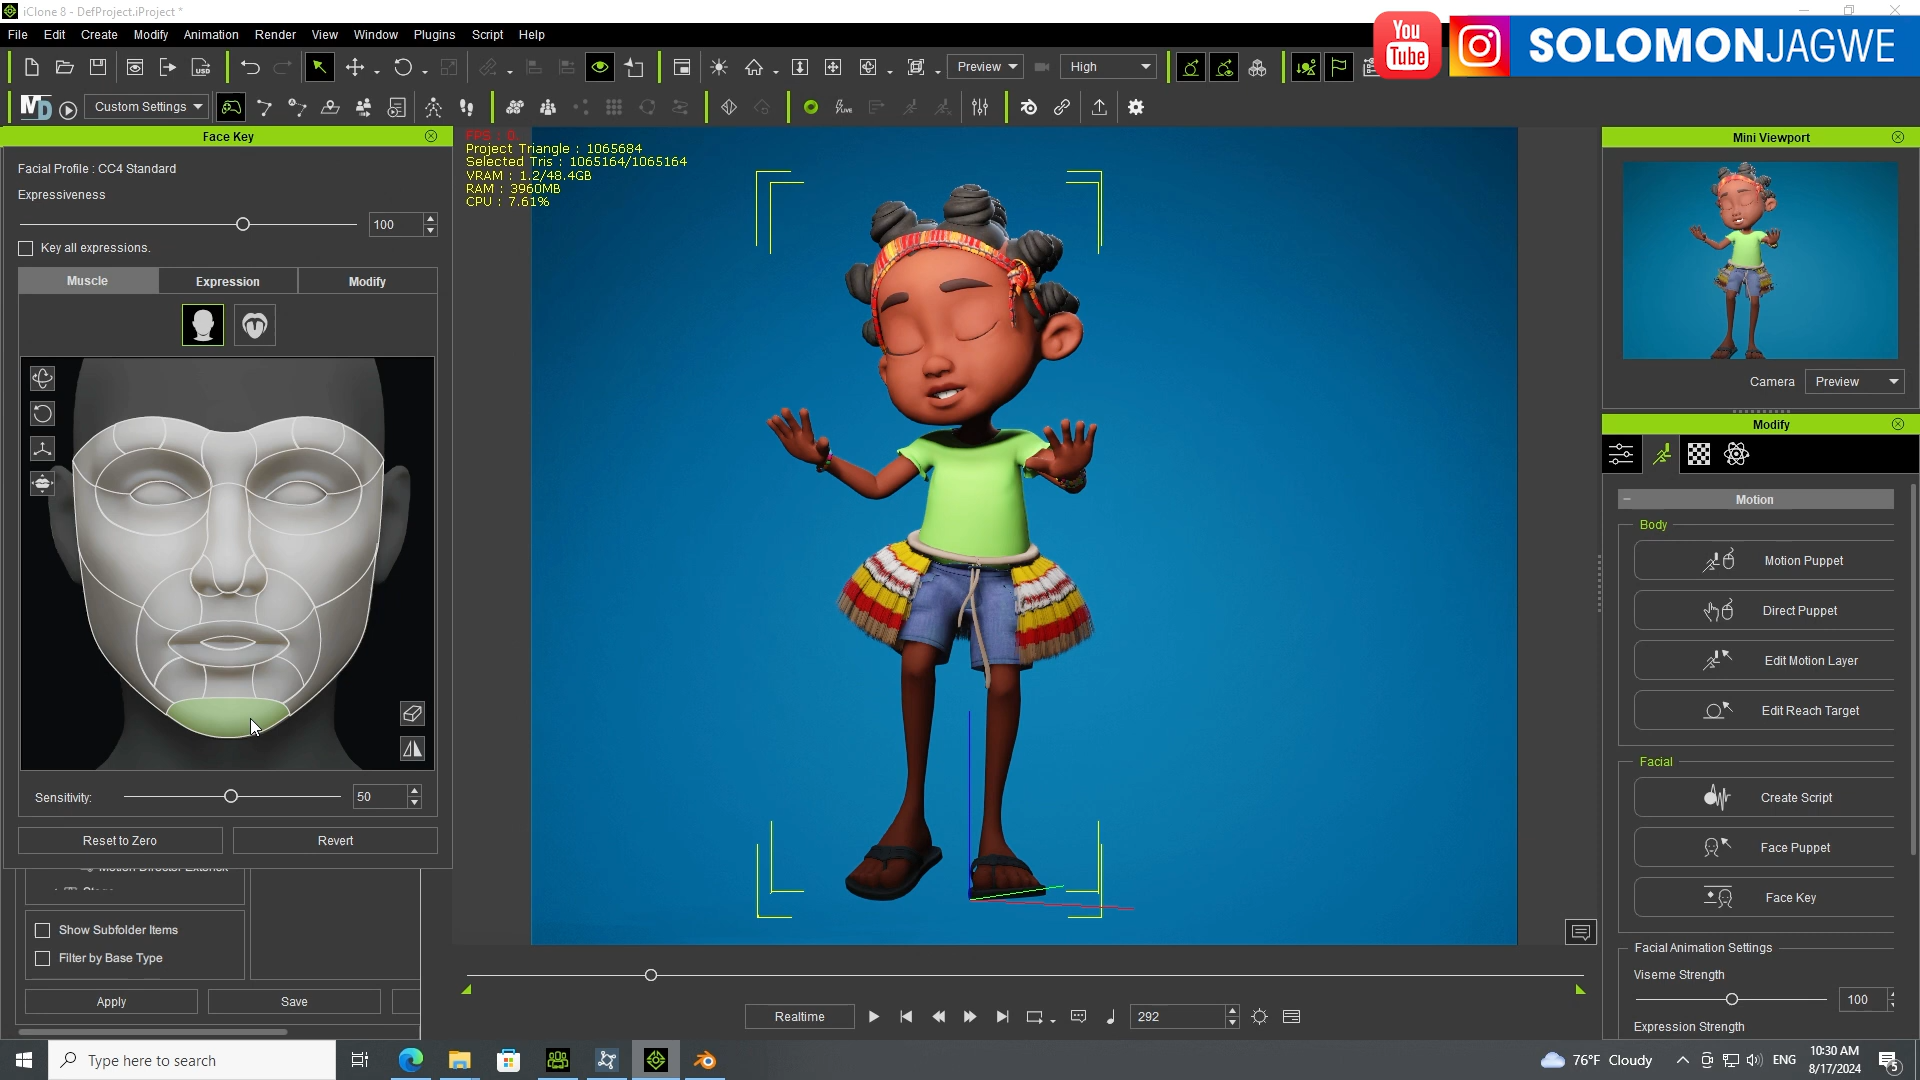 iClone 8 - DefProject.iProject *
File Edit Create Modify Animation Render View Window Plugins Script Help
You Tube
SOLOMONJAGWE
Preview
High
MD
Custom Settings
LIVE
Face Key
Facial Profile : CC4 Standard
Expressiveness
100
Key all expressions.
Muscle
Expression
Modify
Sensitivity:
50
Reset to Zero
Revert
Show Subfolder Items
Filter by Base Type
Apply
Save
FPS : 0.
Project Triangle : 1065684
Selected Tris : 1065164/1065164
VRAM : 1.2/48.4GB
RAM : 3960MB
CPU : 7.61%
Realtime
292
Mini Viewport
Camera
Preview
Modify
Motion
Body
Motion Puppet
Direct Puppet
Edit Motion Layer
Edit Reach Target
Facial
Create Script
Face Puppet
Face Key
Facial Animation Settings
Viseme Strength
100
Expression Strength
Type here to search
76°F Cloudy
ENG
10:30 AM
8/17/2024
5